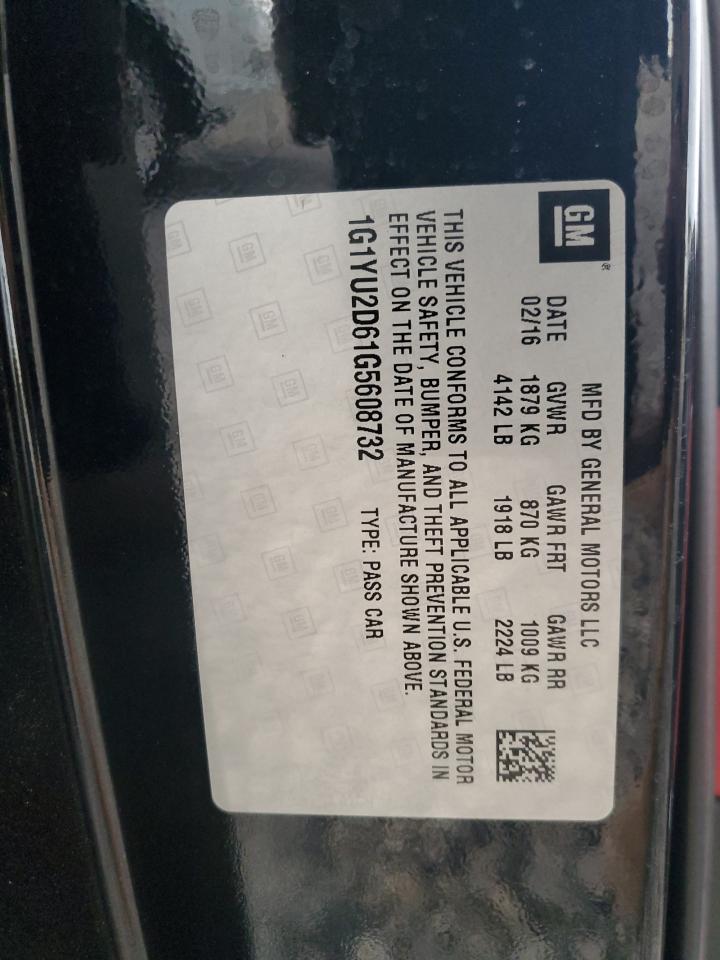 GM®
MFD BY GENERAL MOTORS LLC
DATE GVWR GAWR FRT GAWR RR
02/16 1879 KG 870 KG 1009 KG
4142 LB 1918 LB 2224 LB
THIS VEHICLE CONFORMS TO ALL APPLICABLE U.S. FEDERAL MOTOR
VEHICLE SAFETY, BUMPER, AND THEFT PREVENTION STANDARDS IN
EFFECT ON THE DATE OF MANUFACTURE SHOWN ABOVE.
1G1YU2D61G5608732 TYPE: PASS CAR